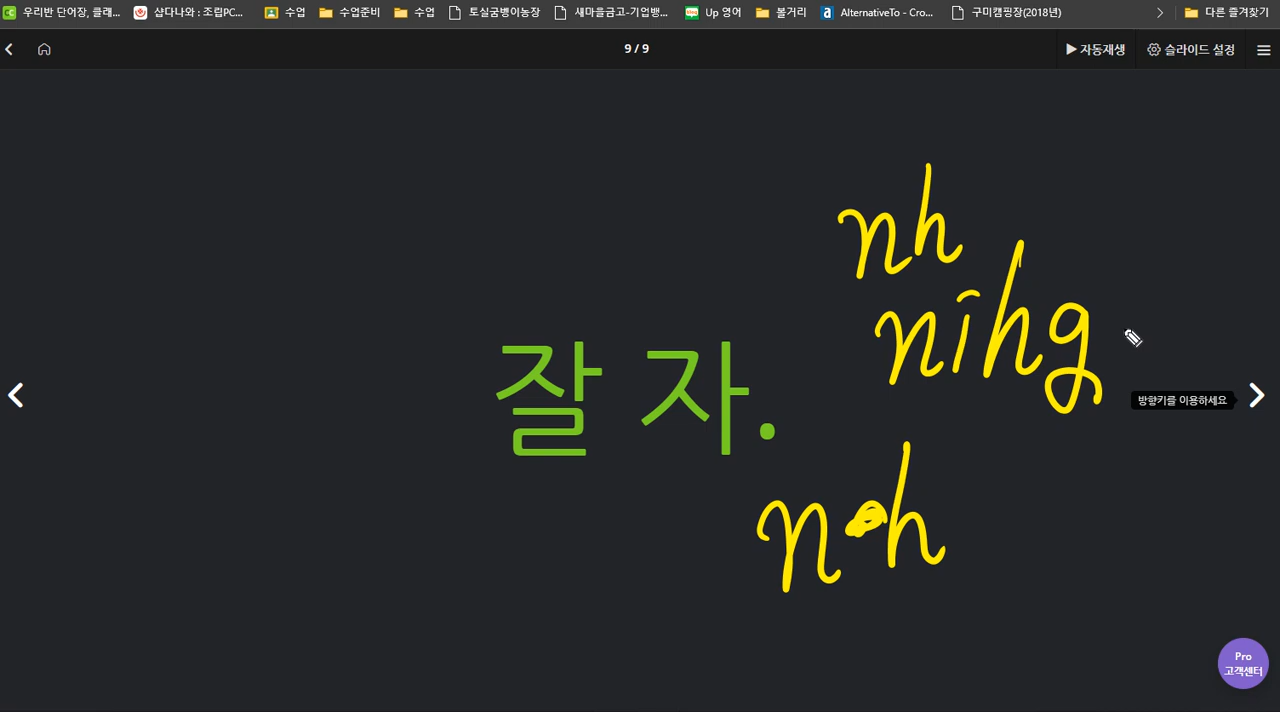 우리반 단어장, 클래... 샵다나와 : 조립PC... 수업 수업준비 수업 토실굼벵이농장 새마을금고-기업뱅... Up 영어 볼거리 AlternativeTo - Cro... 구미캠핑장(2018년) 다른 즐겨찾기
9 / 9 자동재생 슬라이드 설정
nh
nihg
잘 자.
방향키를 이용하세요
n h
Pro
고객센터